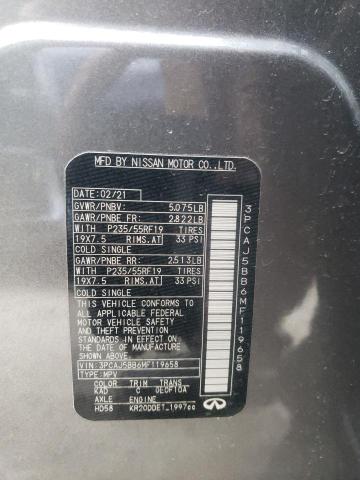 MFD BY NISSAN MOTOR CO.,LTD.
DATE: 02/21
GVWR/PNBV: 5,075LB
GAWR/PNBE FR: 2,822LB
WITH P235/55RF19 TIRES
19X7.5 RIMS.AT 33 PSI
COLD SINGLE
GAWR/PNBE RR: 2,513LB
WITH P235/55RF19 TIRES
19X7.5 RIMS.AT 33 PSI
COLD SINGLE
THIS VEHICLE CONFORMS TO
ALL APPLICABLE FEDERAL
MOTOR VEHICLE SAFETY
AND THEFT PREVENTION
STANDARDS IN EFFECT ON
THE DATE OF MANUFACTURE
SHOWN ABOVE.
VIN: 3PCAJ5BB6MF119658
TYPE: MPV
COLOR TRIM TRANS
KAD C 0E0F10A
AXLE ENGINE
HD58 KR20DDET 1997cc
3PCAJ5BB6MF119658